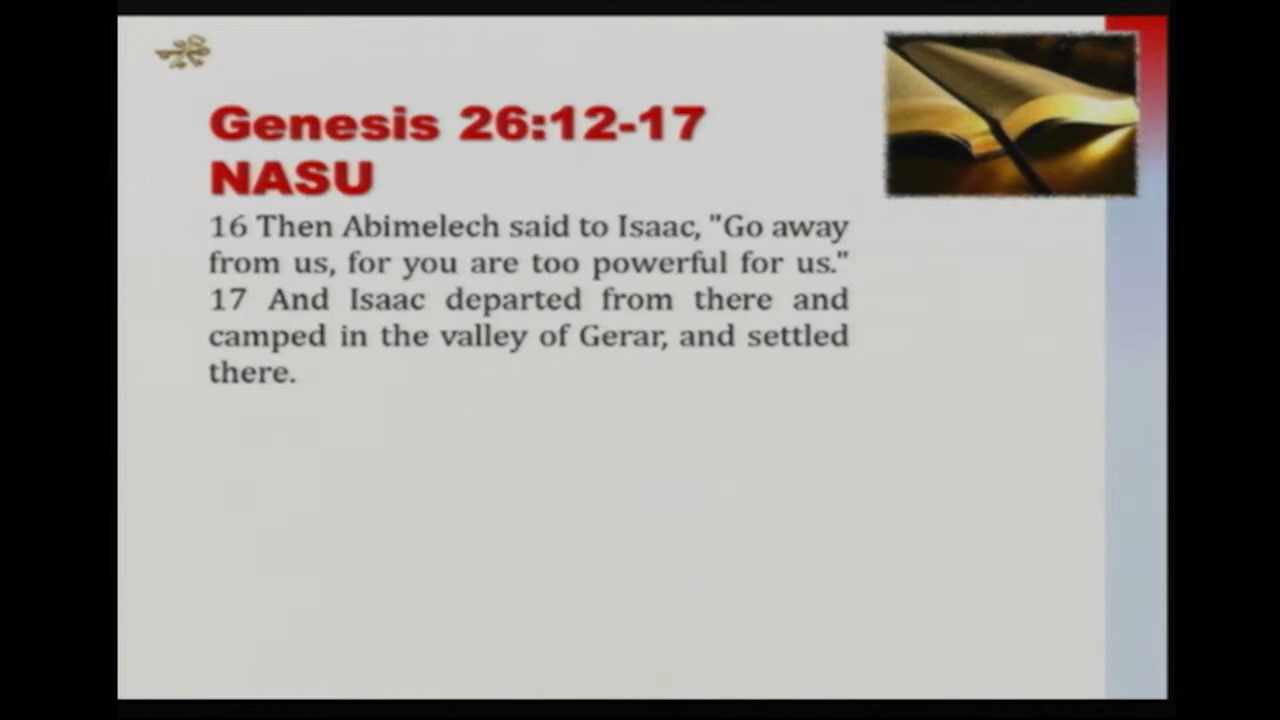 Genesis 26:12-17
NASU
16 Then Abimelech said to Isaac, "Go away
from us, for you are too powerful for us."
17 And Isaac departed from there and
camped in the valley of Gerar, and settled
there.